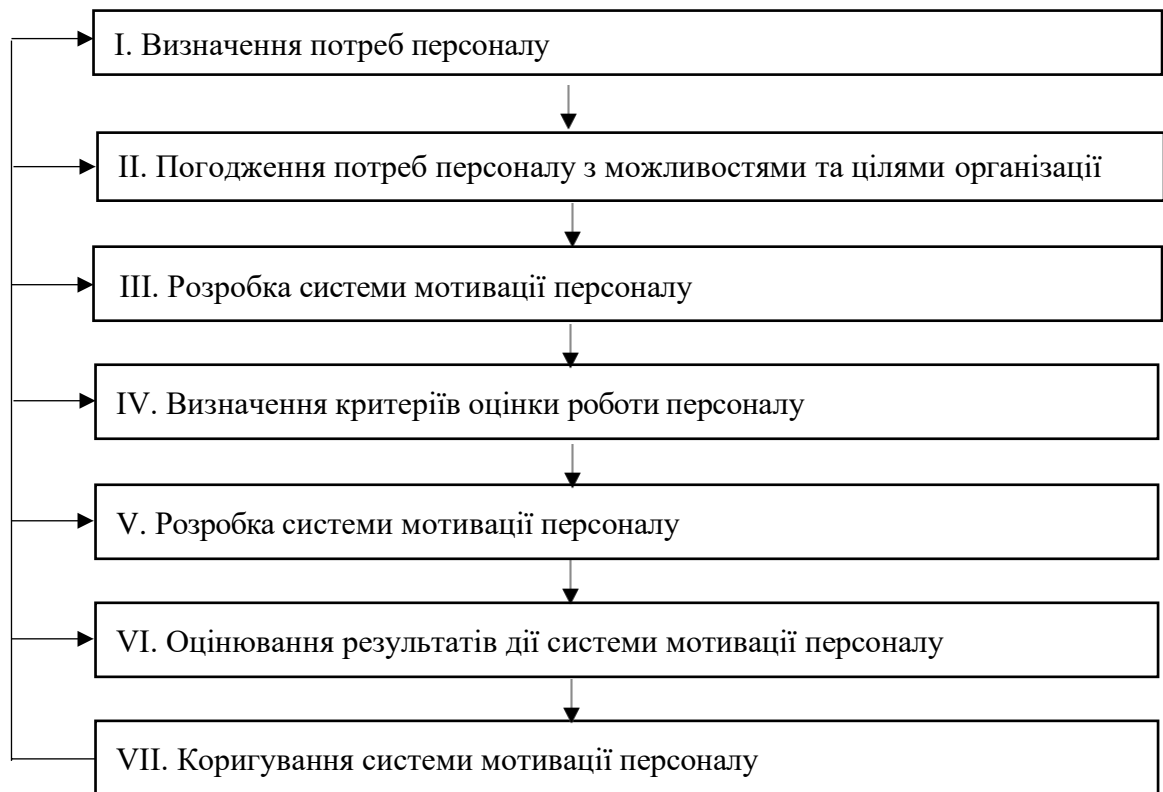 I. Визначення потреб персоналу
II. Погодження потреб персоналу з можливостями та цілями організації
III. Розробка системи мотивації персоналу
IV. Визначення критеріїв оцінки роботи персоналу
V. Розробка системи мотивації персоналу
VI. Оцінювання результатів дії системи мотивації персоналу
VII. Коригування системи мотивації персоналу